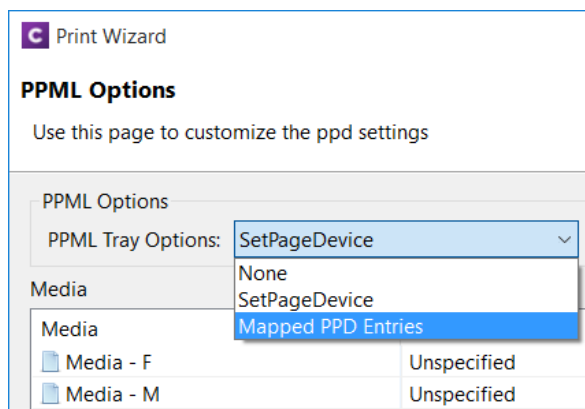 C Print Wizard
PPML Options
Use this page to customize the ppd settings
PPML Options
PPML Tray Options: SetPageDevice
None
SetPageDevice
Mapped PPD Entries
Media
Media
Media - F Unspecified
Media - M Unspecified